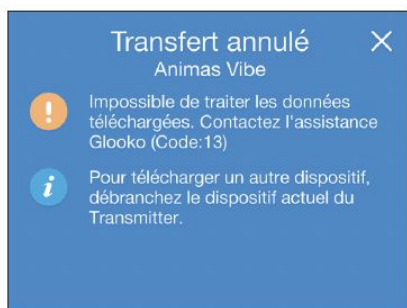 Transfert annulé
Animas Vibe
Impossible de traiter les données
téléchargées. Contactez l'assistance
Glooko (Code:13)
Pour télécharger un autre dispositif,
débranchez le dispositif actuel du
Transmitter.